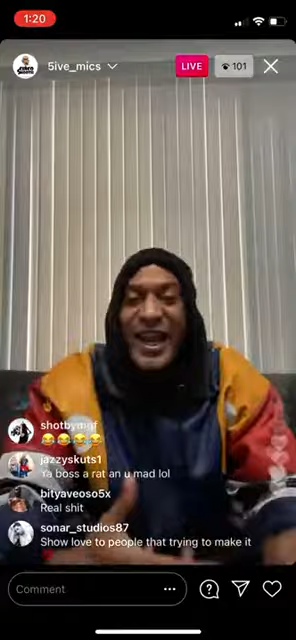 1:20
5ive_mics
LIVE
101
shotbymgf
😂😂😂😂
jazzyskuts1
Ya boss a rat an u mad lol
bityaveoso5x
Real shit
sonar_studios87
Show love to people that trying to make it
Comment